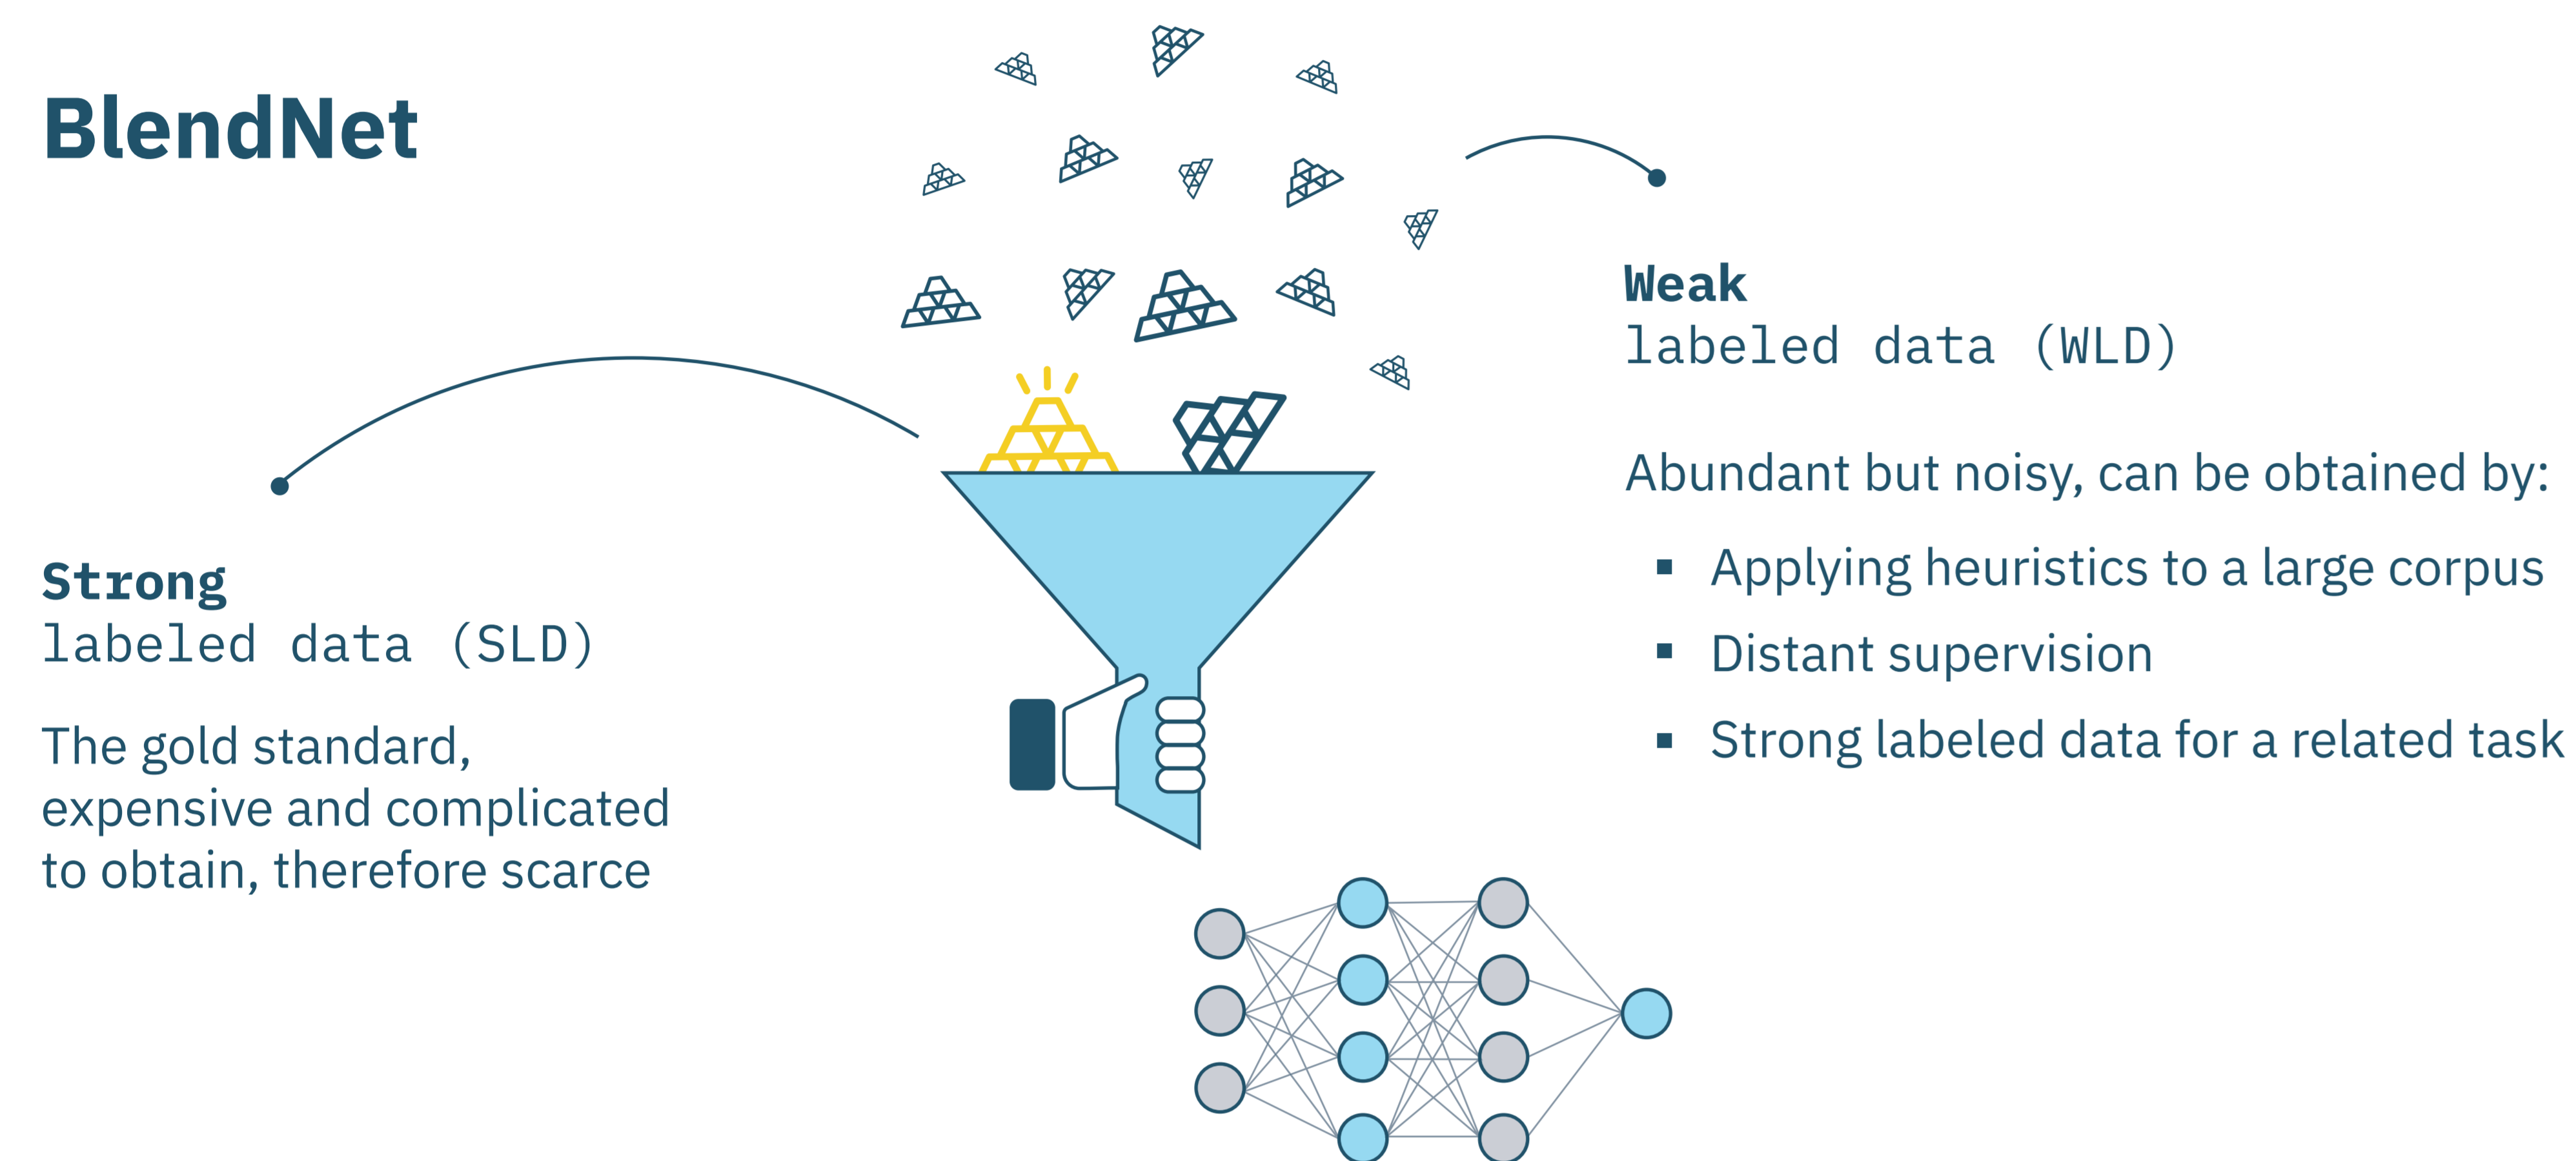 BlendNet
Strong
labeled data (SLD)
The gold standard,
expensive and complicated
to obtain, therefore scarce
Weak
labeled data (WLD)
Abundant but noisy, can be obtained by:
▪ Applying heuristics to a large corpus
▪ Distant supervision
▪ Strong labeled data for a related task